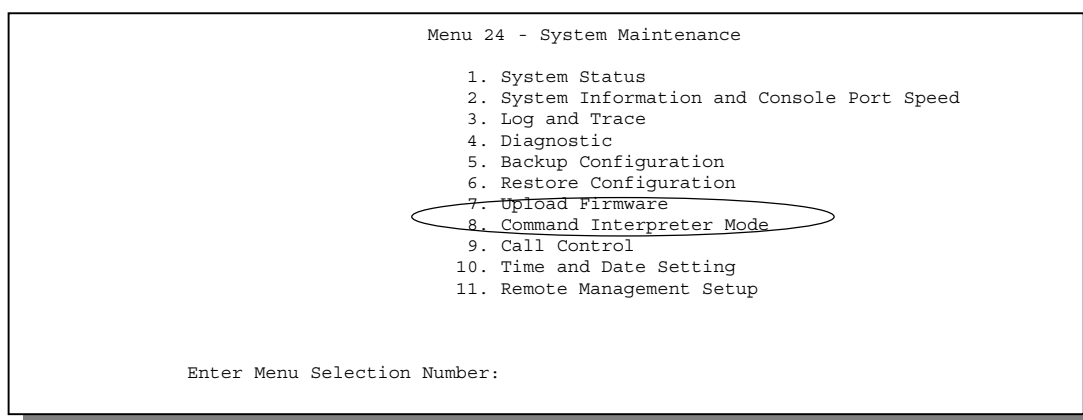 Menu 24 - System Maintenance
1. System Status
2. System Information and Console Port Speed
3. Log and Trace
4. Diagnostic
5. Backup Configuration
6. Restore Configuration
7. Upload Firmware
8. Command Interpreter Mode
9. Call Control
10. Time and Date Setting
11. Remote Management Setup
Enter Menu Selection Number: